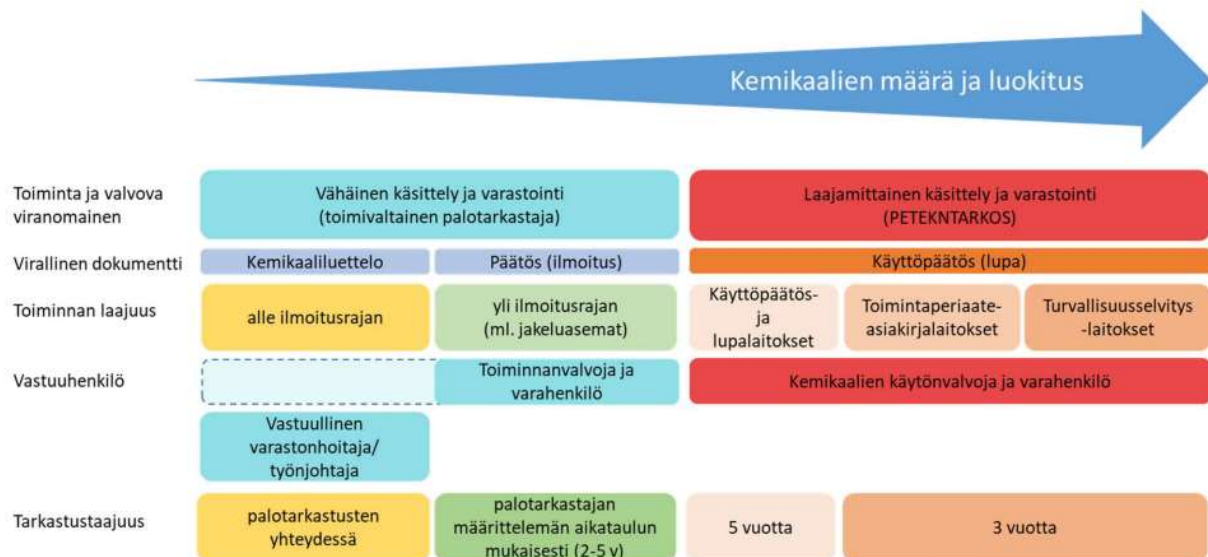 Kemikaalien määrä ja luokitus
Toiminta ja valvova
viranomainen
Vähäinen käsittely ja varastointi
(toimivaltainen palotarkastaja)
Laajamittainen käsittely ja varastointi
(PETEKNTARKOS)
Virallinen dokumentti
Kemikaaliluettelo
Päätös (ilmoitus)
Käyttöpäätös (lupa)
Toiminnan laajuus
alle ilmoitusrajan
yli ilmoitusrajan
(ml. jakeluasemat)
Käyttöpäätös-
ja
lupalaitokset
Toimintaperiaate-
asiakirjalaitokset
Turvallisuusselvitys
-laitokset
Vastuuhenkilö
Toiminnanvalvoja ja
varahenkilö
Kemikaalien käytönvalvoja ja varahenkilö
Vastuullinen
varastonhoitaja/
työnjohtaja
Tarkastustaajuus
palotarkastusten
yhteydessä
palotarkastajan
määrittelemän aikataulun
mukaisesti (2-5 v)
5 vuotta
3 vuotta